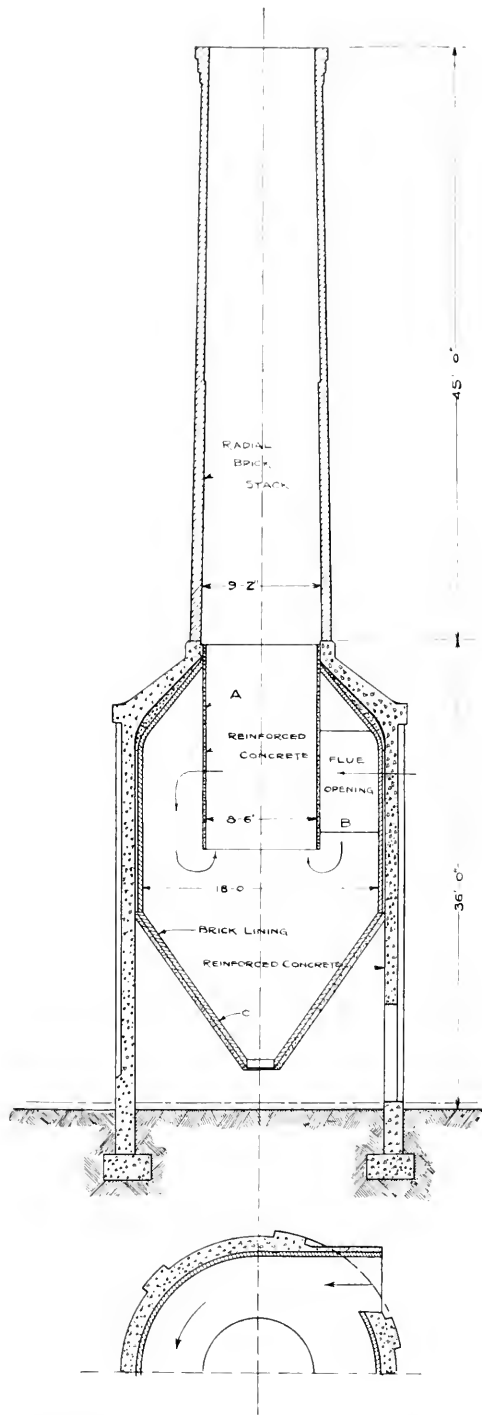 45' 0"
RADIAL
BRICK
STACK
9-2"
A
REINFORCED
CONCRETE
FLUE
OPENING
8-6"
B
18-0
36' 0"
BRICK LINING
REINFORCED CONCRETE
C